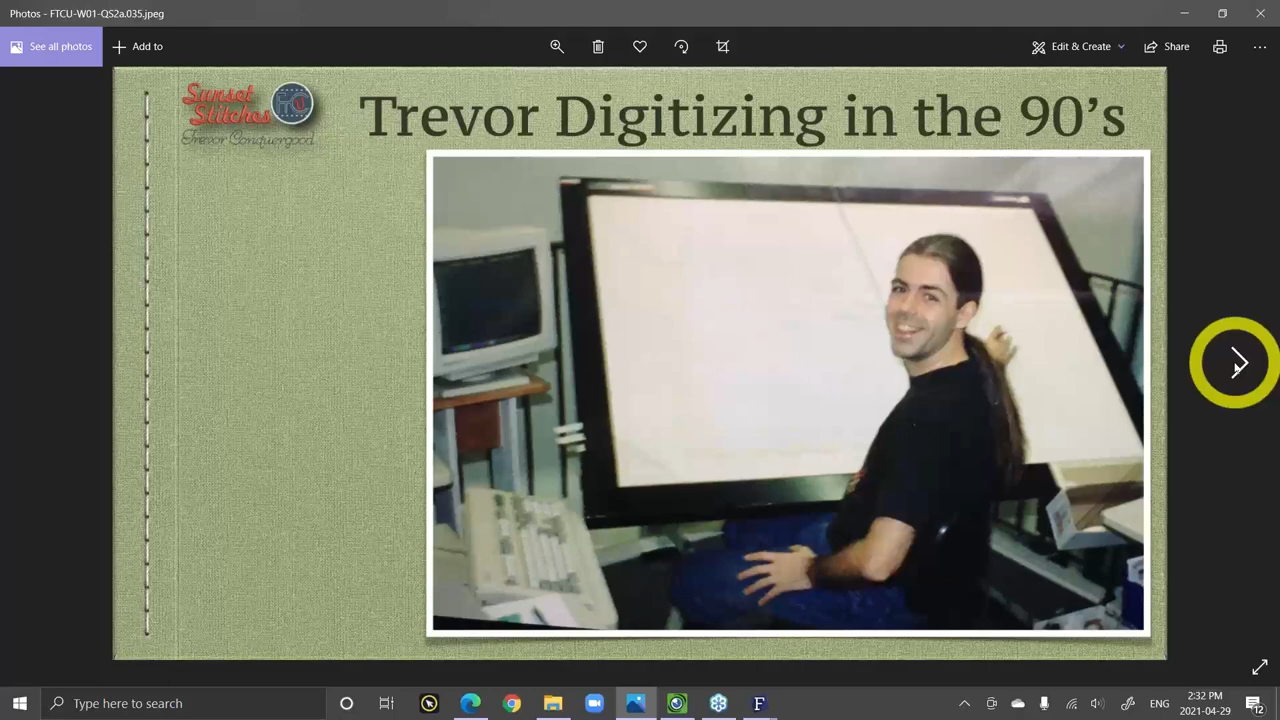 Photos - FTCU-W01-QS2a.035.jpeg
See all photos
Add to
Edit & Create
Share
Sunset
Stitches
Trevor Conquergood
Trevor Digitizing in the 90's
Type here to search
ENG
2:32 PM
2021-04-29
12